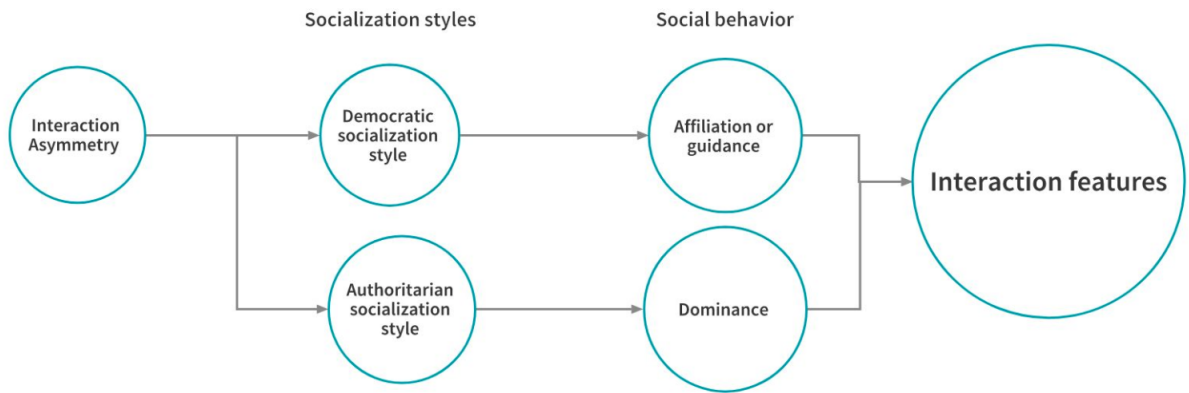 Socialization styles
Social behavior
Interaction
Asymmetry
Democratic
socialization
style
Affiliation or
guidance
Interaction features
Authoritarian
socialization
style
Dominance